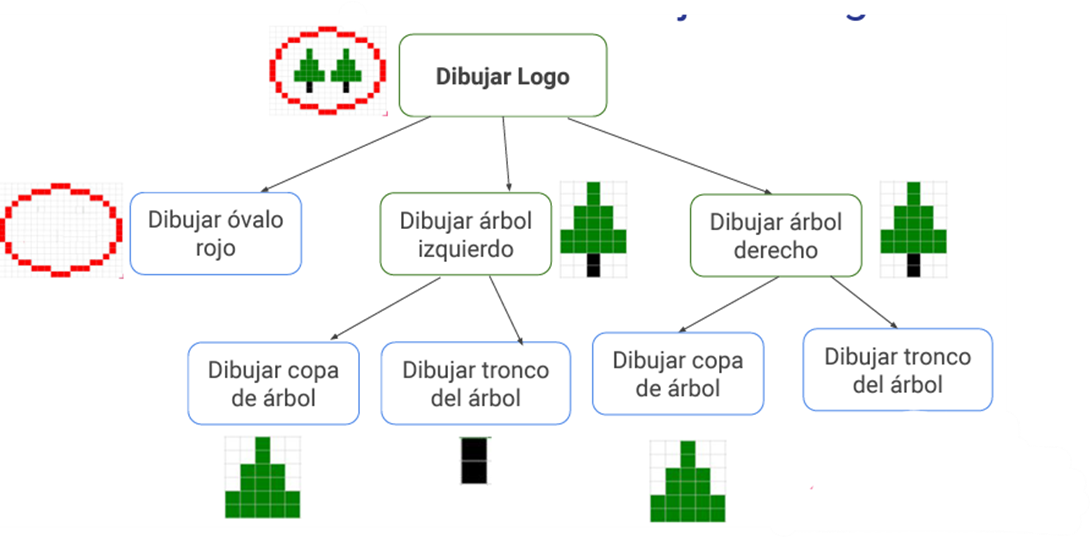 Dibujar Logo
Dibujar óvalo
rojo
Dibujar árbol
izquierdo
Dibujar árbol
derecho
Dibujar copa
de árbol
Dibujar tronco
del árbol
Dibujar copa
de árbol
Dibujar tronco
del árbol